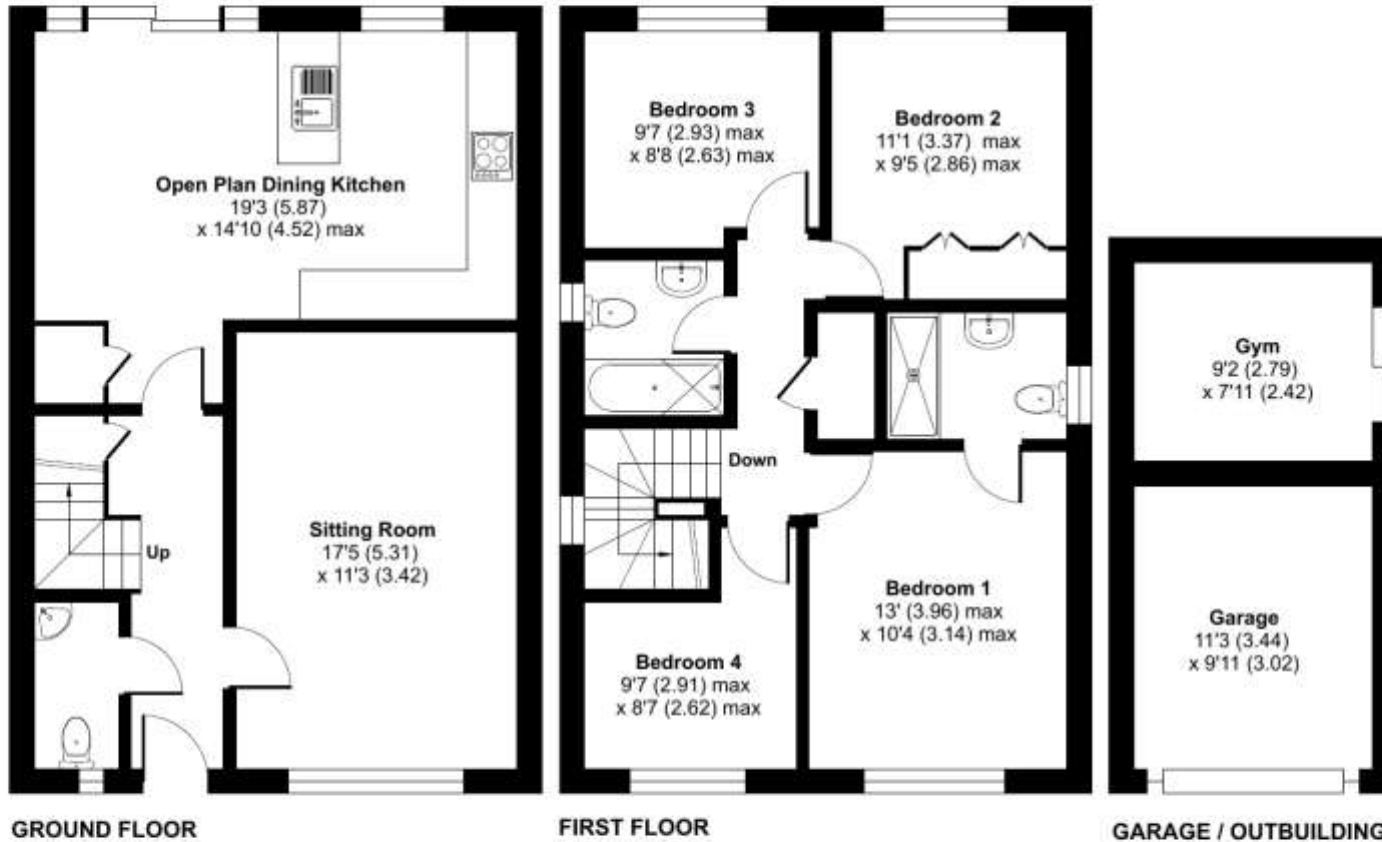 Open Plan Dining Kitchen
19'3 (5.87)
x 14'10 (4.52) max
Up
Sitting Room
17'5 (5.31)
x 11'3 (3.42)
GROUND FLOOR
Bedroom 3
9'7 (2.93) max
x 8'8 (2.63) max
Bedroom 2
11'1 (3.37) max
x 9'5 (2.86) max
Down
Bedroom 4
9'7 (2.91) max
x 8'7 (2.62) max
Bedroom 1
13' (3.96) max
x 10'4 (3.14) max
FIRST FLOOR
Gym
9'2 (2.79)
x 7'11 (2.42)
Garage
11'3 (3.44)
x 9'11 (3.02)
GARAGE / OUTBUILDING